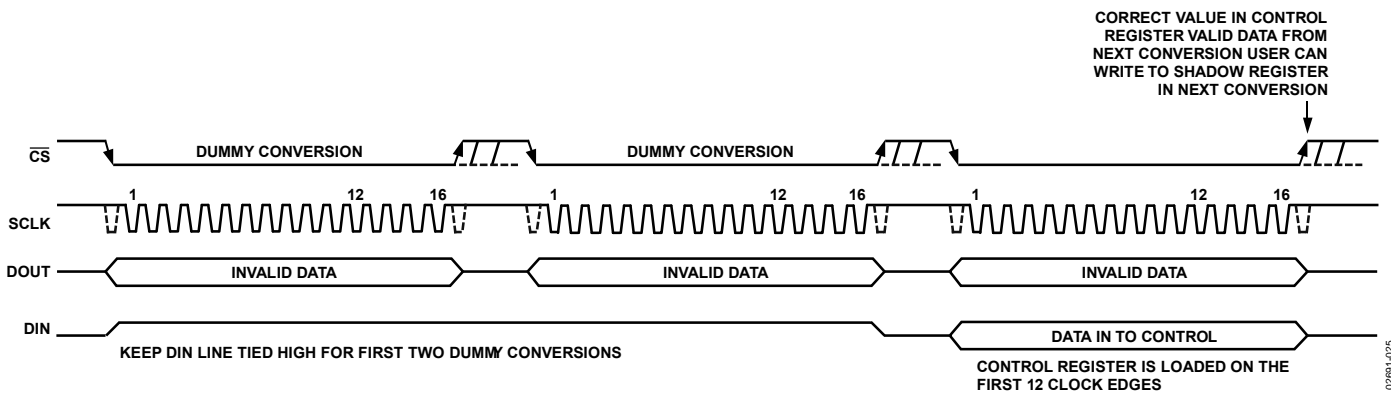 CORRECT VALUE IN CONTROL
REGISTER VALID DATA FROM
NEXT CONVERSION USER CAN
WRITE TO SHADOW REGISTER
IN NEXT CONVERSION
CS
DUMMY CONVERSION
DUMMY CONVERSION
SCLK
1 12 16 1 12 16 1 12 16
DOUT
INVALID DATA
INVALID DATA
INVALID DATA
DIN
DATA IN TO CONTROL
KEEP DIN LINE TIED HIGH FOR FIRST TWO DUMMY CONVERSIONS
CONTROL REGISTER IS LOADED ON THE
FIRST 12 CLOCK EDGES
02691-025